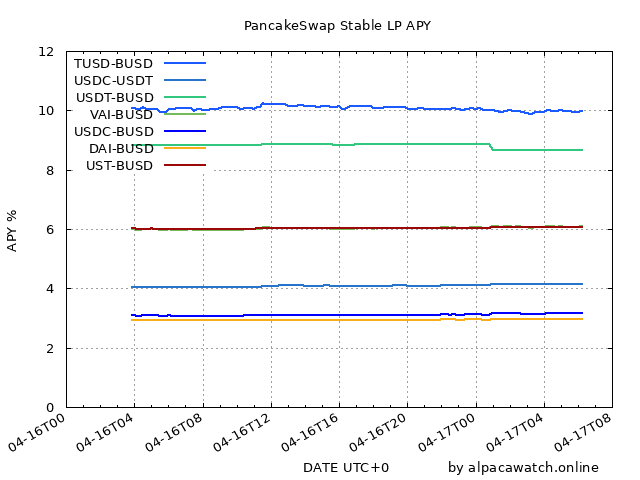 PancakeSwap Stable LP APY
12
10
8
6
4
2
0
APY %
TUSD-BUSD
USDC-USDT
USDT-BUSD
VAI-BUSD
USDC-BUSD
DAI-BUSD
UST-BUSD
04-16T00
04-16T04
04-16T08
04-16T12
04-16T16
04-16T20
04-17T00
04-17T04
04-17T08
DATE UTC+0
by alpacawatch.online